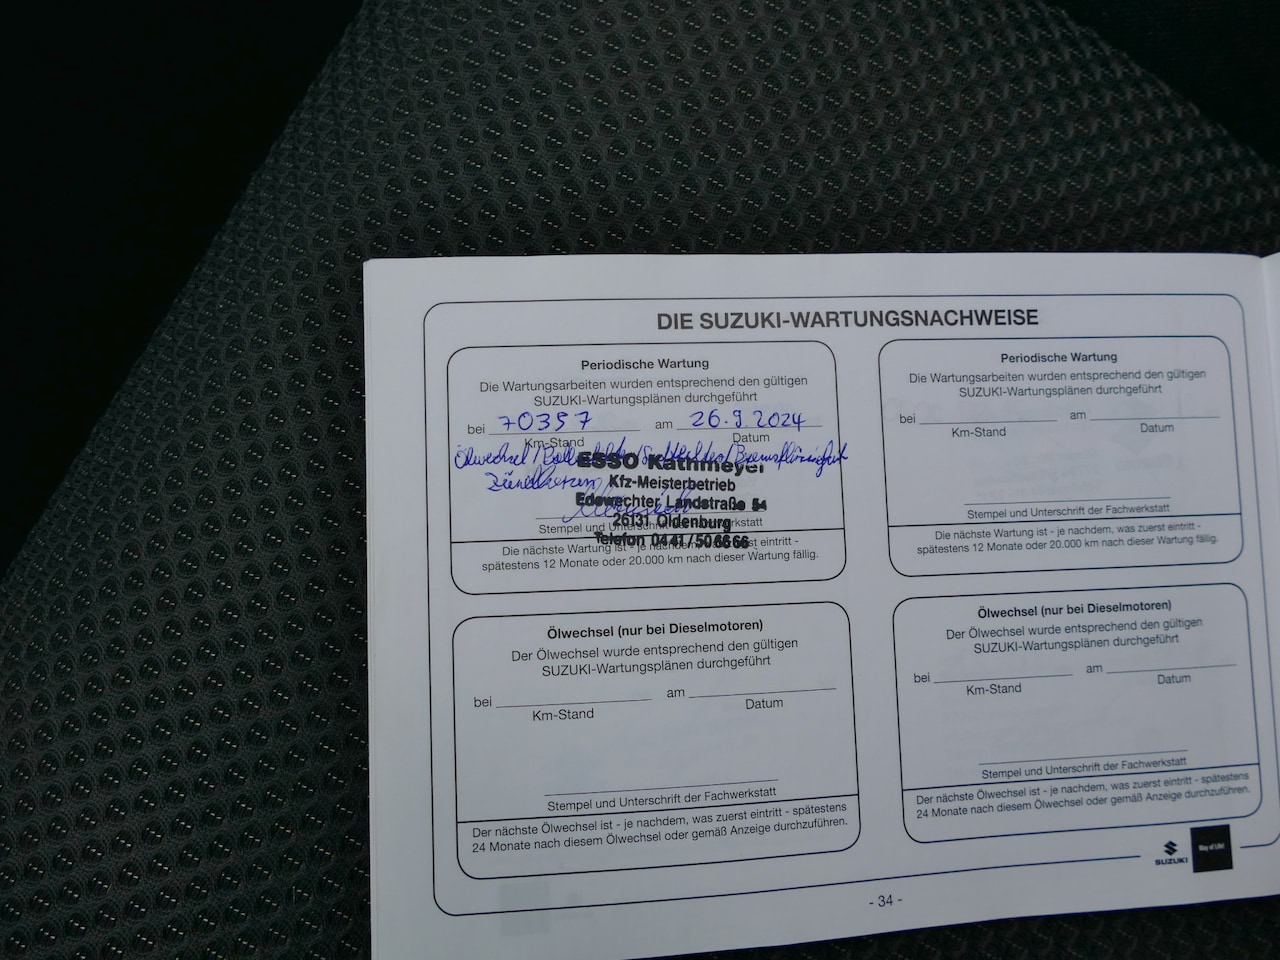 DIE SUZUKI-WARTUNGSNACHWEISE
Periodische Wartung
Die Wartungsarbeiten wurden entsprechend den gültigen
SUZUKI-Wartungsplänen durchgeführt
bei 70397 am 26.9.2024
Km-Stand Datum
Ölwechsel / Bremsflüssigkeit
Zündkerzen
ESSO Kathmeyer
Kfz-Meisterbetrieb
Edewechter Landstraße 54
26131 Oldenburg
Telefon 0441/506666
Stempel und Unterschrift der Fachwerkstatt
Die nächste Wartung ist - je nachdem, was zuerst eintritt -
spätestens 12 Monate oder 20.000 km nach dieser Wartung fällig.
Periodische Wartung
Die Wartungsarbeiten wurden entsprechend den gültigen
SUZUKI-Wartungsplänen durchgeführt
bei am
Km-Stand Datum
Stempel und Unterschrift der Fachwerkstatt
Die nächste Wartung ist - je nachdem, was zuerst eintritt -
spätestens 12 Monate oder 20.000 km nach dieser Wartung fällig.
Ölwechsel (nur bei Dieselmotoren)
Der Ölwechsel wurde entsprechend den gültigen
SUZUKI-Wartungsplänen durchgeführt
bei am
Km-Stand Datum
Stempel und Unterschrift der Fachwerkstatt
Der nächste Ölwechsel ist - je nachdem, was zuerst eintritt - spätestens
24 Monate nach diesem Ölwechsel oder gemäß Anzeige durchzuführen.
Ölwechsel (nur bei Dieselmotoren)
Der Ölwechsel wurde entsprechend den gültigen
SUZUKI-Wartungsplänen durchgeführt
bei am
Km-Stand Datum
Stempel und Unterschrift der Fachwerkstatt
Der nächste Ölwechsel ist - je nachdem, was zuerst eintritt - spätestens
24 Monate nach diesem Ölwechsel oder gemäß Anzeige durchzuführen.
SUZUKI
Way of Life!
- 34 -